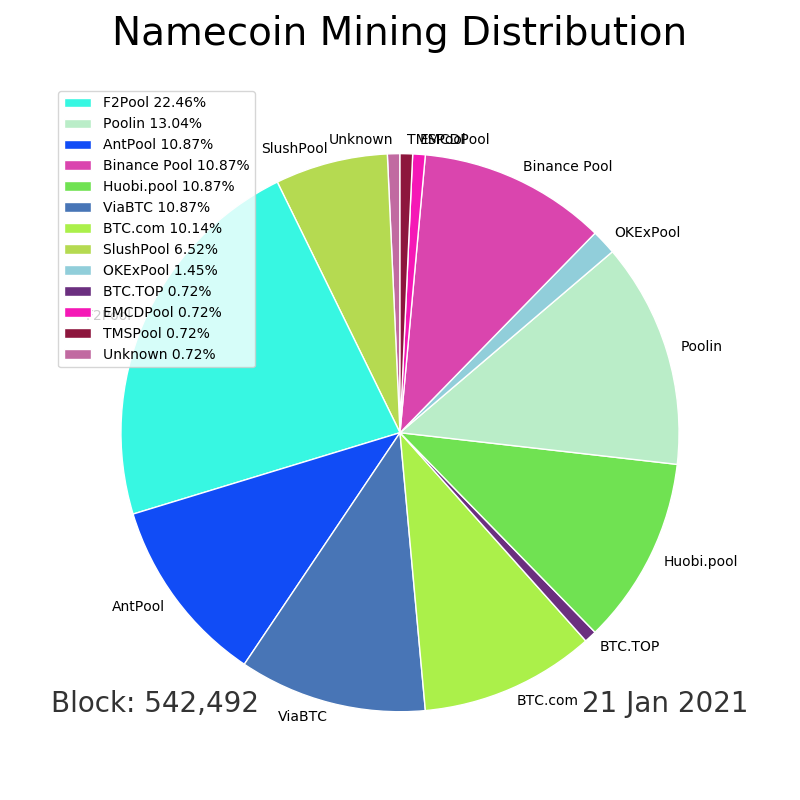 Namecoin Mining Distribution
F2Pool 22.46%
Poolin 13.04%
AntPool 10.87%
Binance Pool 10.87%
Huobi.pool 10.87%
ViaBTC 10.87%
BTC.com 10.14%
SlushPool 6.52%
OKExPool 1.45%
BTC.TOP 0.72%
EMCDPool 0.72%
TMSPool 0.72%
Unknown 0.72%
Unknown
TMSPool
EMCDPool
SlushPool
Binance Pool
OKExPool
F2Pool
Poolin
Huobi.pool
AntPool
BTC.TOP
BTC.com
ViaBTC
Block: 542,492
21 Jan 2021